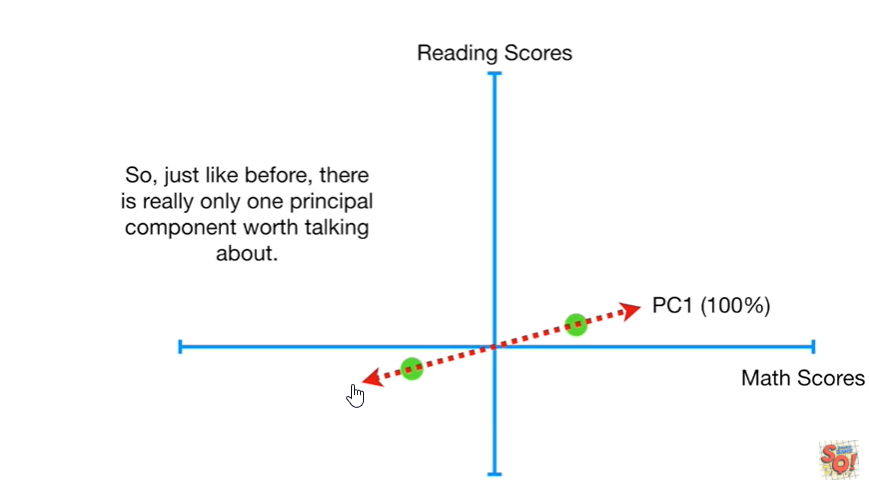 Reading Scores
So, just like before, there
is really only one principal
component worth talking
about.
PC1 (100%)
Math Scores
SQ!